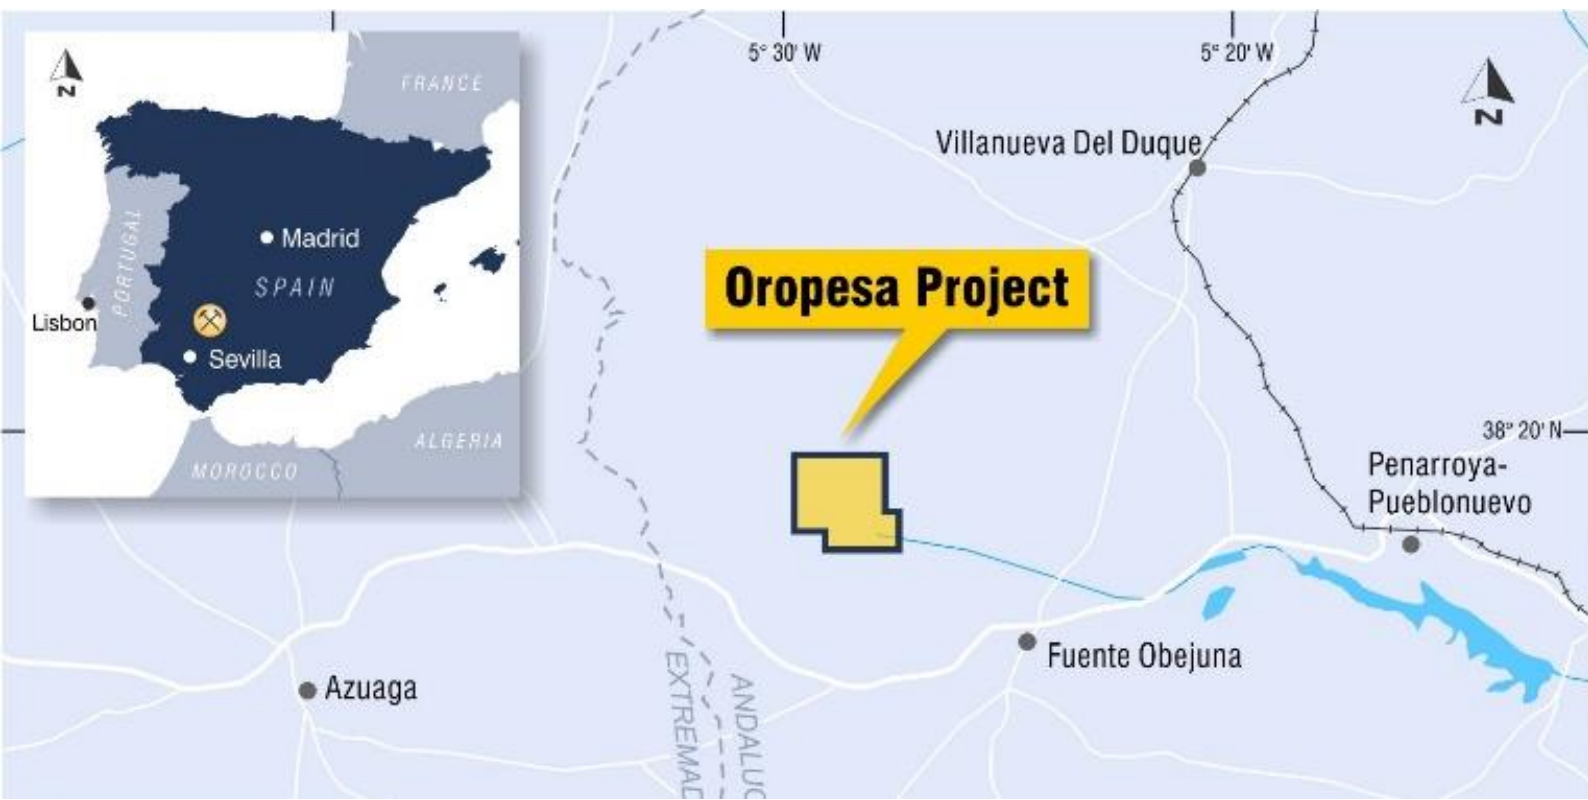 5° 30' W
5° 20' W
N
FRANCE
N
Villanueva Del Duque
PORTUGAL
Madrid
SPAIN
Oropesa Project
Lisbon
Sevilla
ALGERIA
MOROCCO
38° 20' N
Penarroya-
Pueblonuevo
Fuente Obejuna
Azuaga
EXTREMAD
ANDALUC